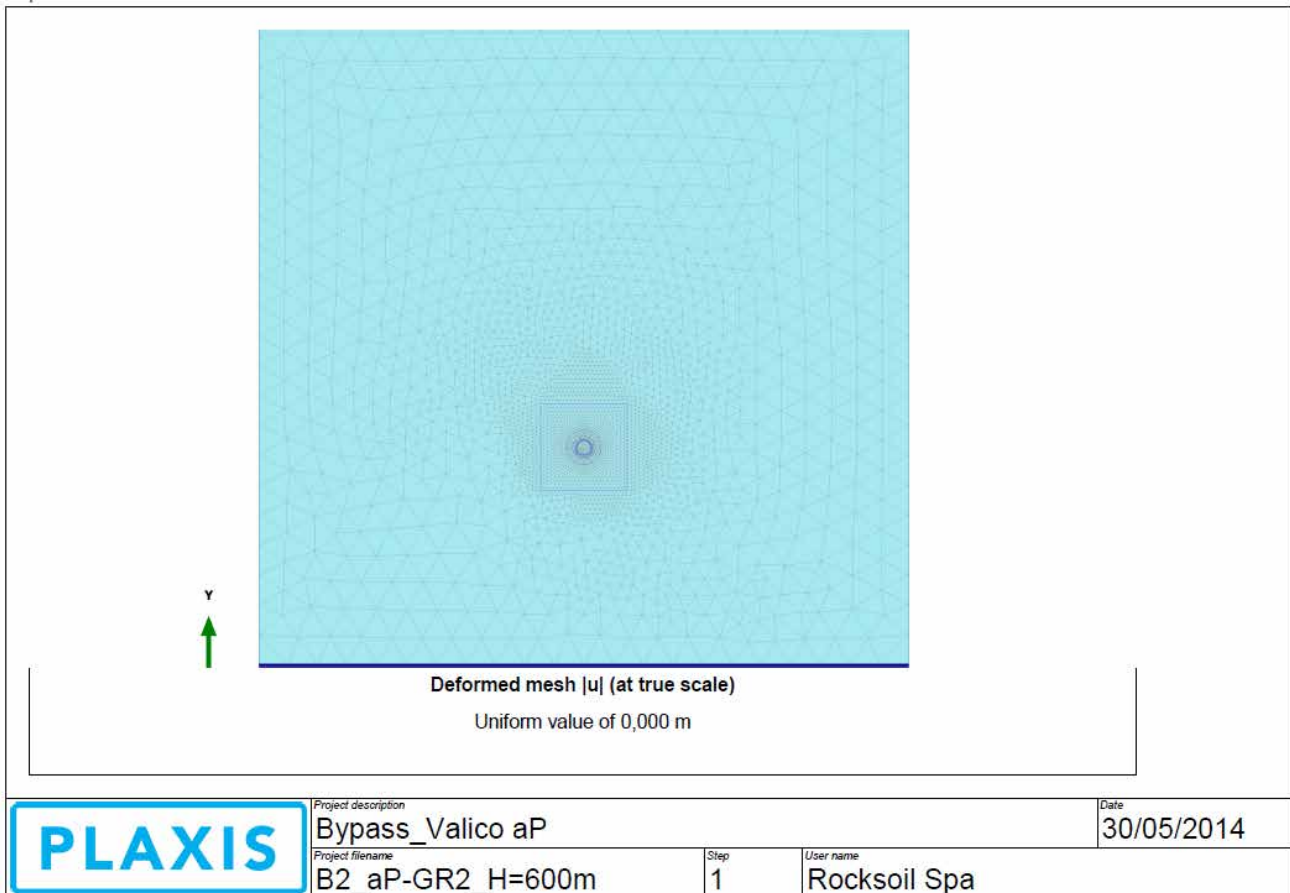 Y
Deformed mesh |u| (at true scale)
Uniform value of 0,000 m
PLAXIS
Project description
Bypass_Valico aP
Date
30/05/2014
Project filename
B2_aP-GR2_H=600m
Step
1
User name
Rocksoil Spa